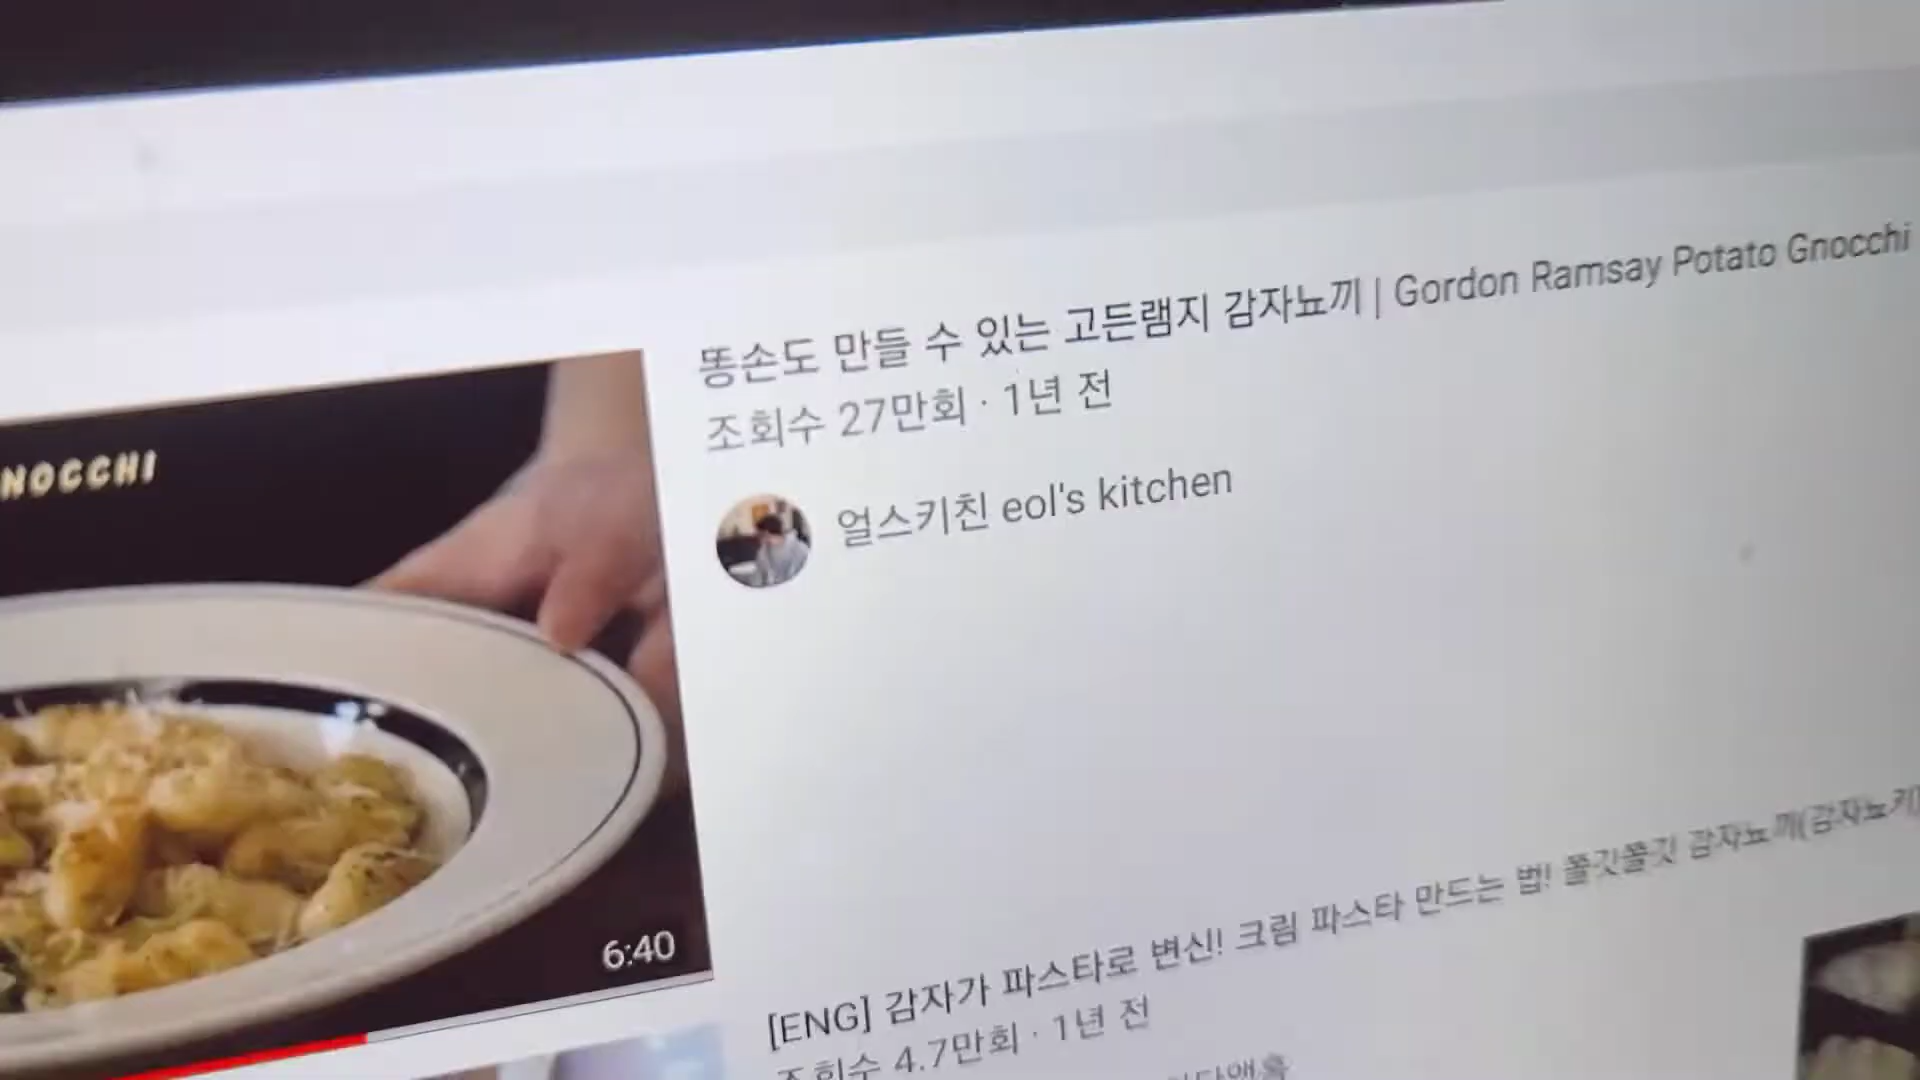 똥손도 만들 수 있는 고든램지 감자뇨끼 | Gordon Ramsay Potato Gnocchi
조회수 27만회 · 1년 전
NOCCHI
얼스키친 eol's kitchen
6:40
[ENG] 감자가 파스타로 변신! 크림 파스타 만드는 법! 쫄깃쫄깃 감자뇨끼(감자뇨키)
조회수 4.7만회 · 1년 전